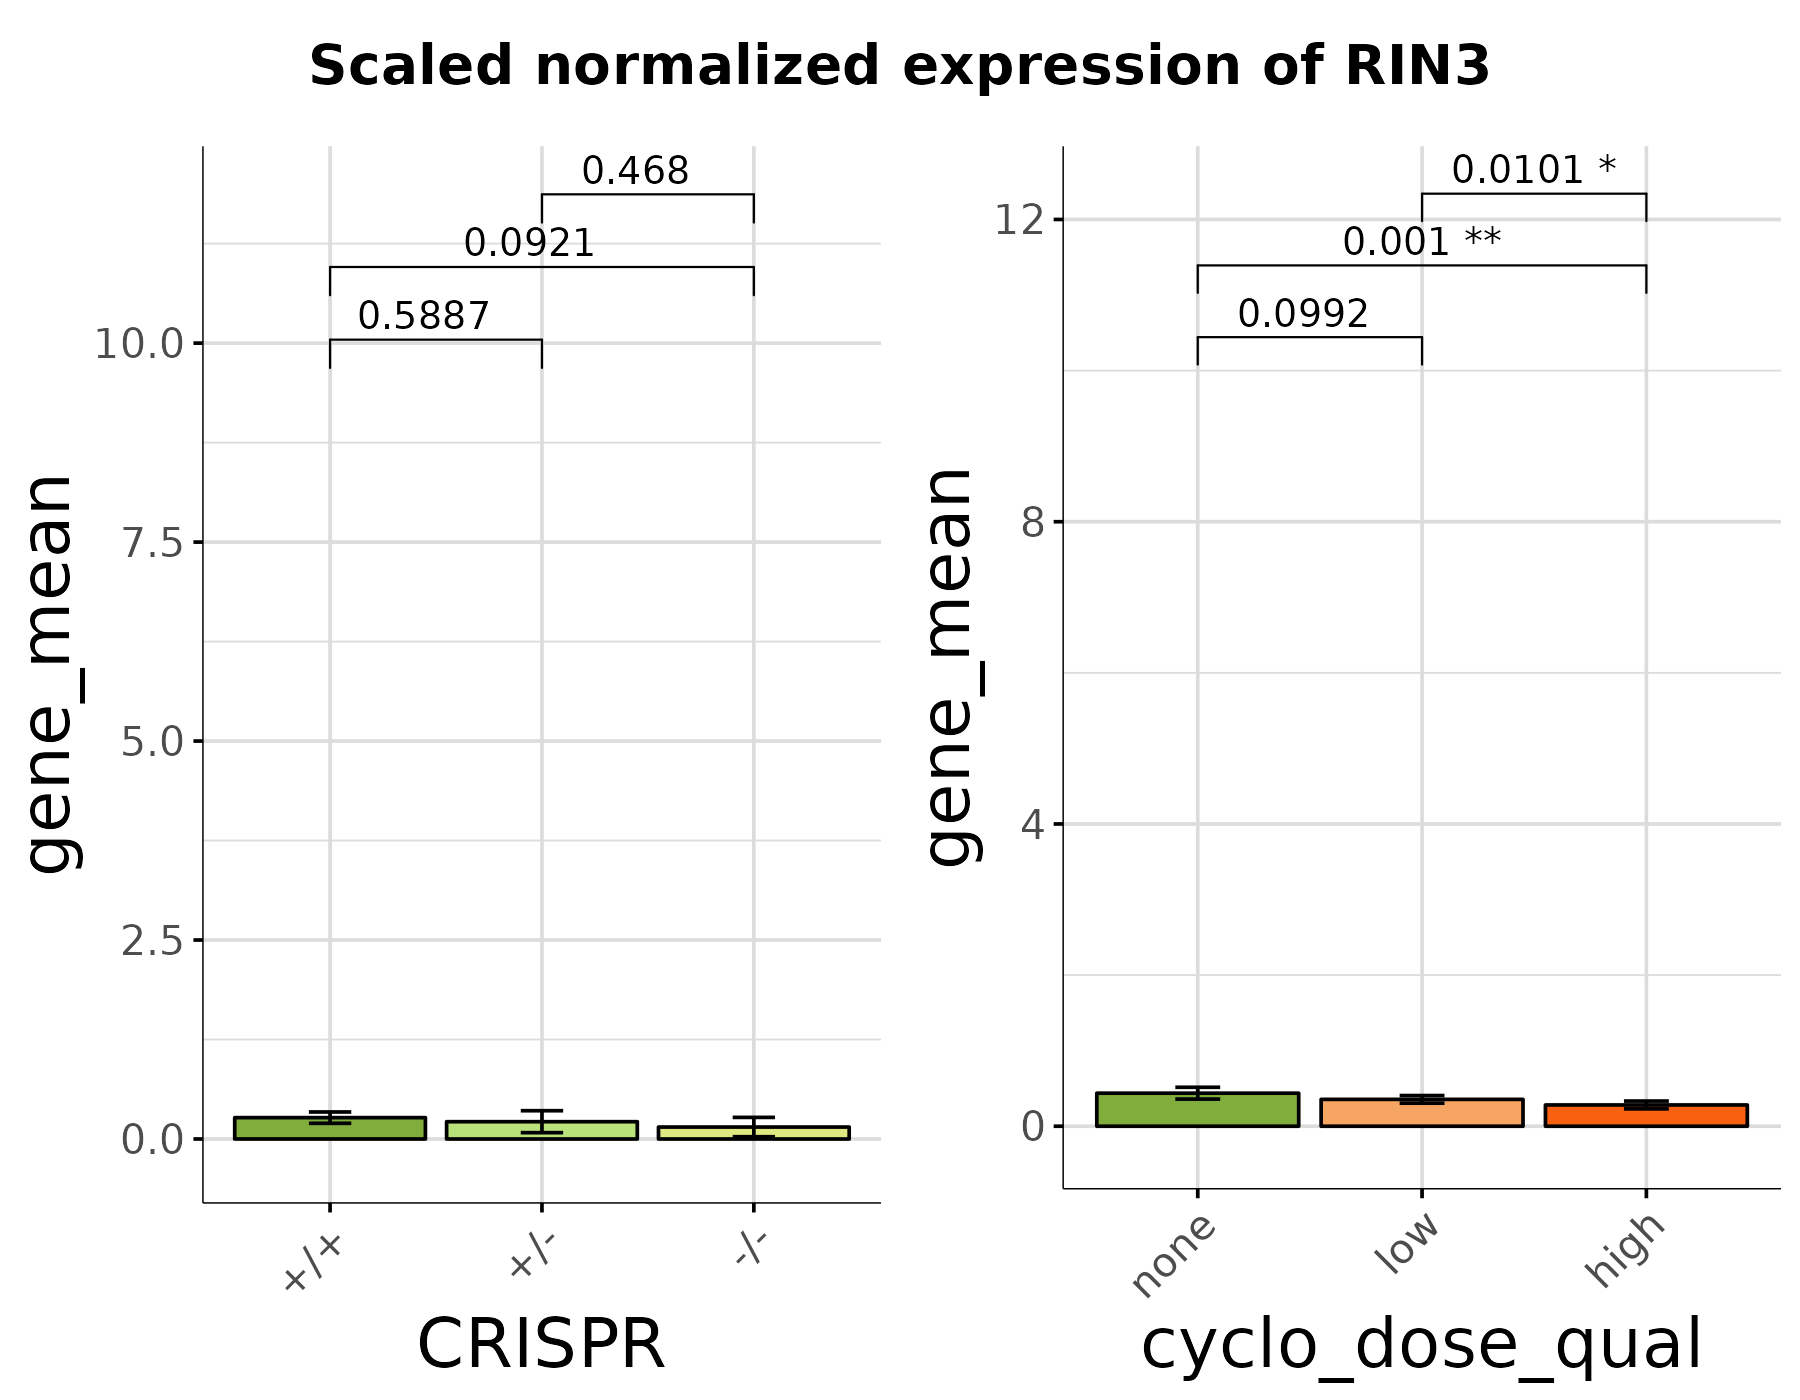 Scaled normalized expression of RIN3
gene_mean
10.0
7.5
5.0
2.5
0.0
0.468
0.0921
0.5887
+/+
+/-
-/-
CRISPR
gene_mean
12
8
4
0
0.0101 *
0.001 **
0.0992
none
low
high
cyclo_dose_qual